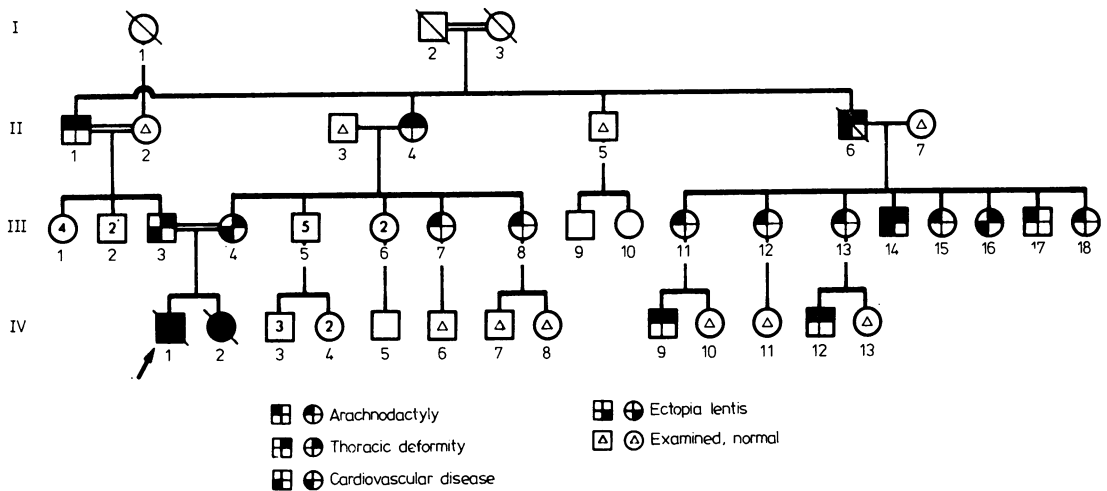 I
1 2 3
II
1 2 3 4 5 6 7
4 2 5 2
III
1 2 3 4 5 6 7 8 9 10 11 12 13 14 15 16 17 18
3 2
IV
1 2 3 4 5 6 7 8 9 10 11 12 13
Arachnodactyly
Thoracic deformity
Cardiovascular disease
Ectopia lentis
Examined, normal